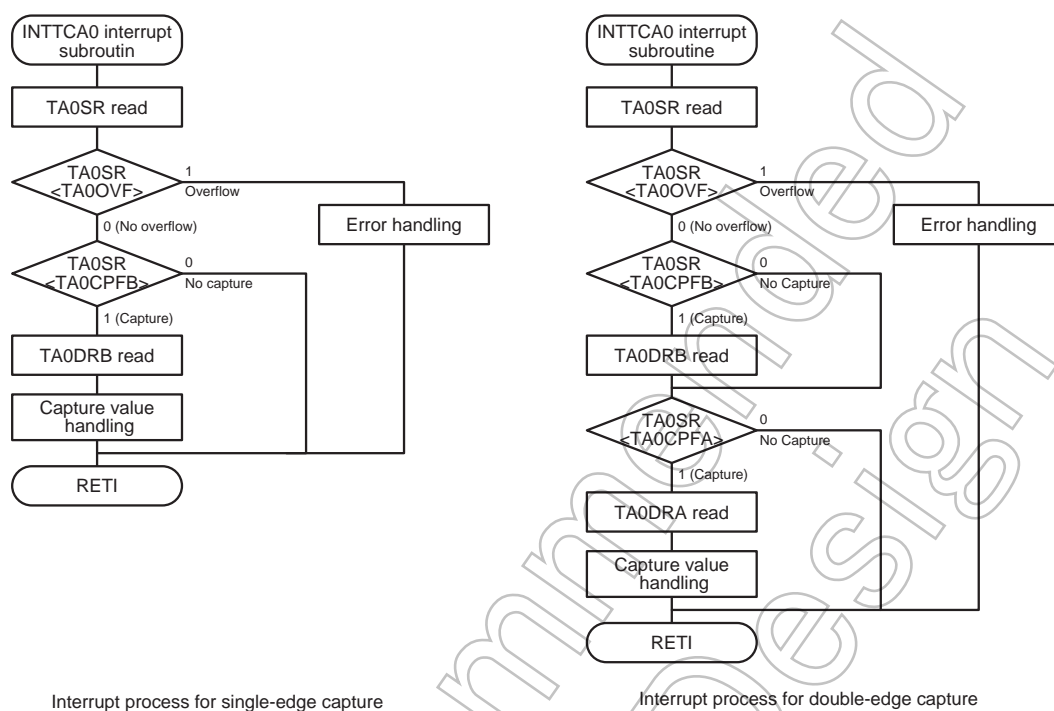 INTTCA0 interrupt
subroutin
TA0SR read
TA0SR
<TA0OVF>
1
Overflow
0 (No overflow)
Error handling
TA0SR
<TA0CPFB>
0
No capture
1 (Capture)
TA0DRB read
Capture value
handling
RETI
Interrupt process for single-edge capture
INTTCA0 interrupt
subroutine
TA0SR read
TA0SR
<TA0OVF>
1
Overflow
0 (No overflow)
Error handling
TA0SR
<TA0CPFB>
0
No Capture
1 (Capture)
TA0DRB read
TA0SR
<TA0CPFA>
0
No Capture
1 (Capture)
TA0DRA read
Capture value
handling
RETI
Interrupt process for double-edge capture
mmended
Design